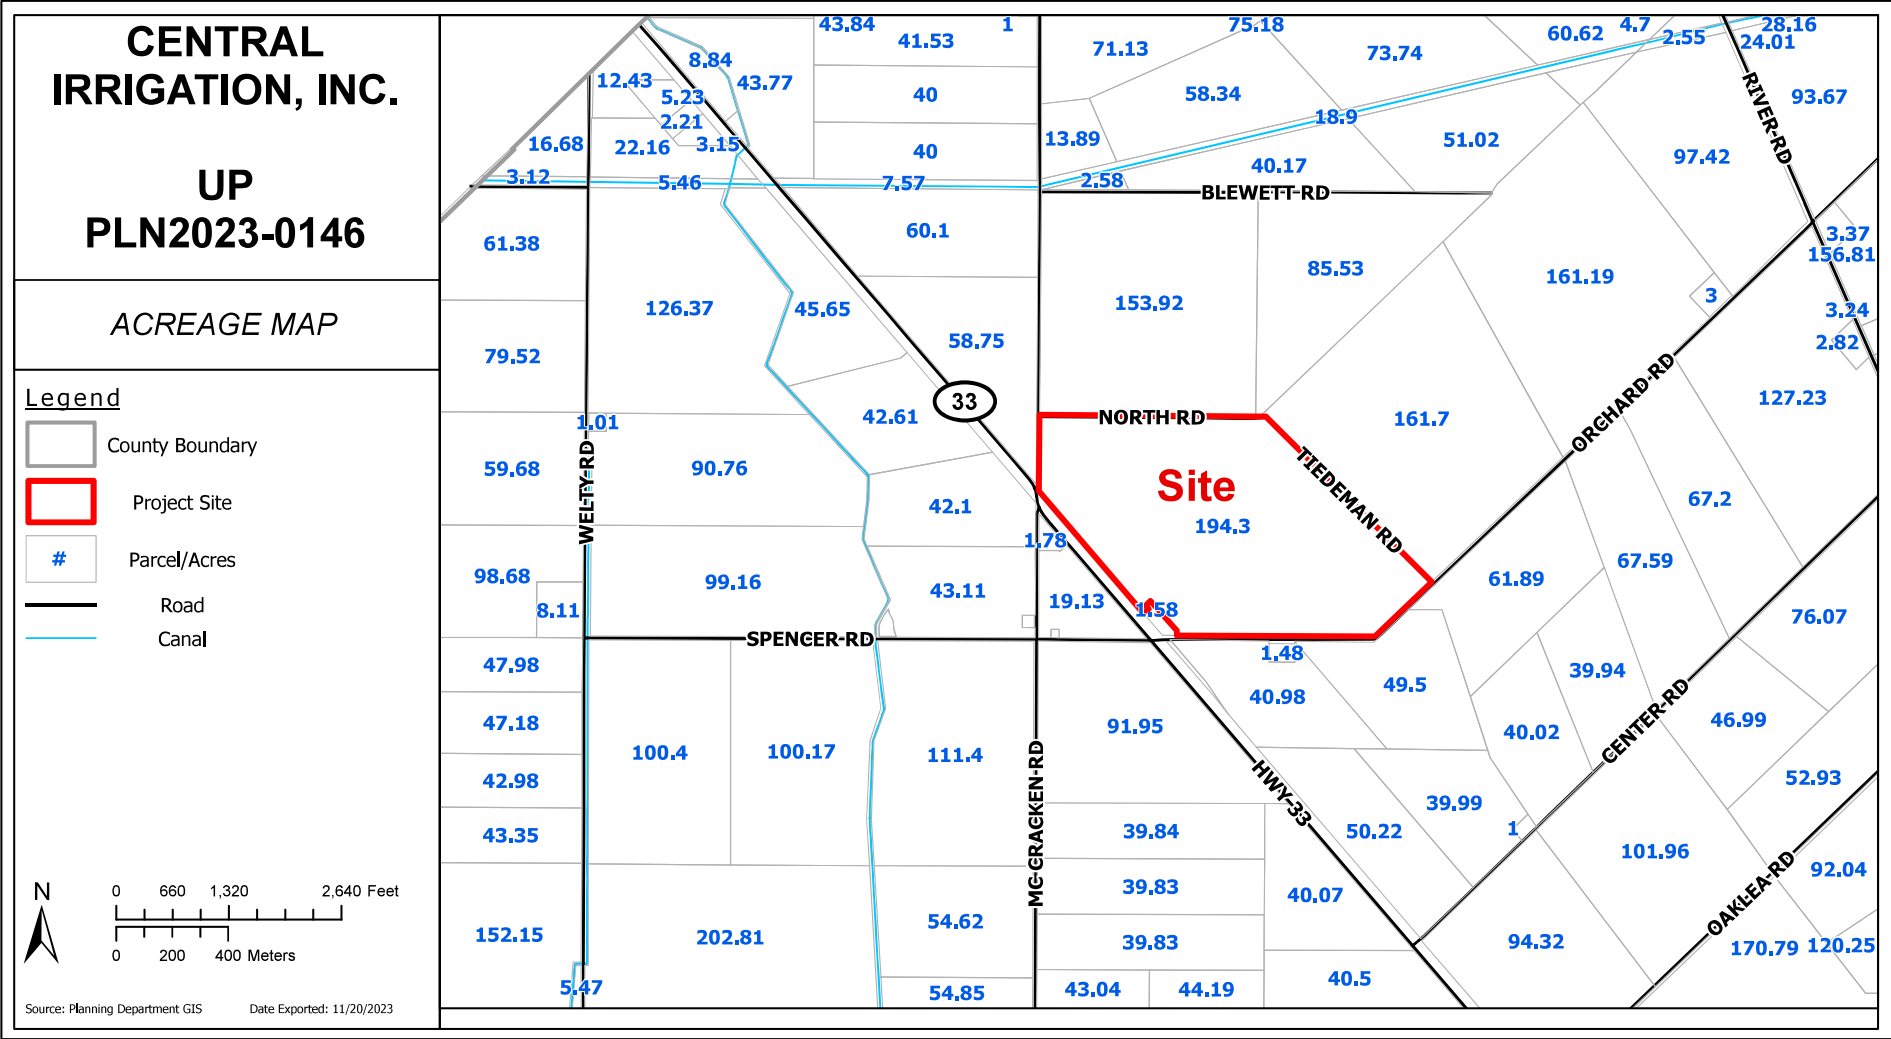 CENTRAL
IRRIGATION, INC.
UP
PLN2023-0146
ACREAGE MAP
Legend
County Boundary
Project Site
# Parcel/Acres
Road
Canal
N
0 660 1,320 2,640 Feet
0 200 400 Meters
Source: Planning Department GIS Date Exported: 11/20/2023
43.84 1 75.18 4.7 28.16
41.53 71.13 73.74 60.62 2.55 24.01
8.84
12.43 43.77
5.23 40 58.34 93.67
2.21 18.9
RIVER RD
16.68 22.16 3.15 40 13.89 51.02 97.42
40.17
3.12 5.46 7.57 2.58
BLEWETT RD
61.38 60.1 3.37
156.81
85.53 161.19
126.37 45.65 153.92 3
3.24
79.52 58.75 2.82
33
127.23
1.01 42.61 NORTH RD 161.7 ORCHARD RD
59.68 WELTY RD 90.76 Site TIEDEMAN RD
42.1 194.3 67.2
1.78
98.68 99.16 43.11 61.89 67.59
8.11 19.13 1.58 76.07
SPENCER RD
47.98 1.48 39.94
49.5
40.98
47.18 91.95 40.02 CENTER RD 46.99
100.4 100.17 111.4
42.98 MC CRACKEN RD HWY 33 52.93
39.99
43.35 39.84 50.22 1
101.96
39.83 40.07 OAKLEA RD 92.04
54.62
152.15 202.81 39.83 94.32 170.79 120.25
5.47 54.85 43.04 44.19 40.5